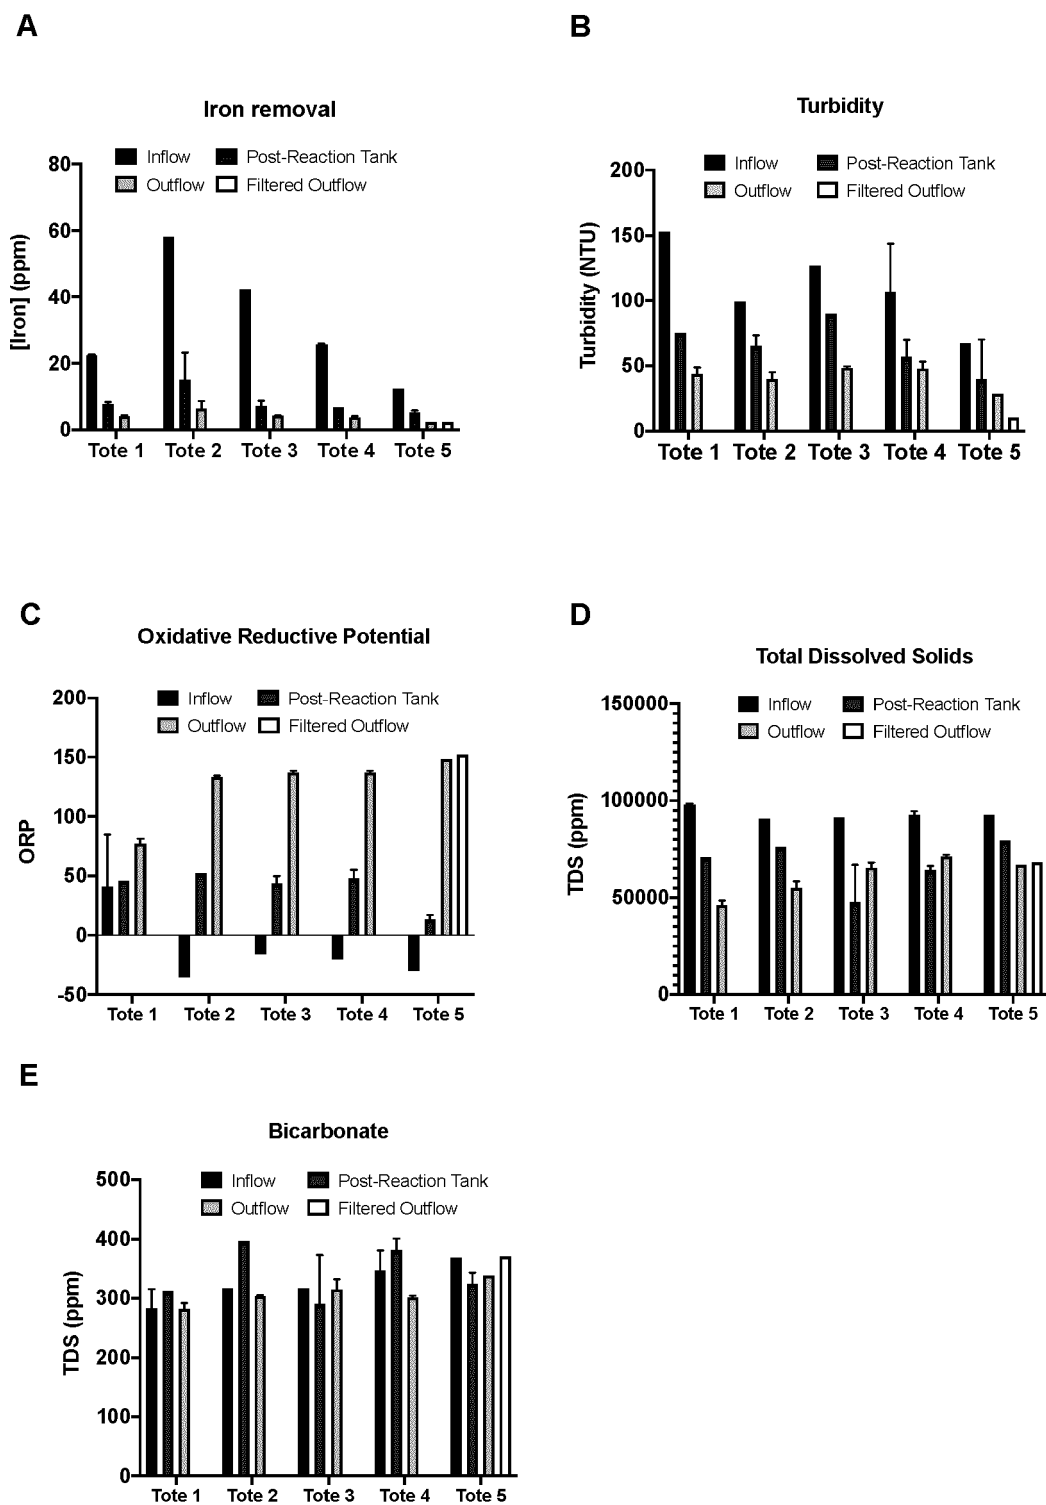 A
Iron removal
Inflow Post-Reaction Tank
Outflow Filtered Outflow
[Iron] (ppm)
80
60
40
20
0
Tote 1 Tote 2 Tote 3 Tote 4 Tote 5
B
Turbidity
Inflow Post-Reaction Tank
Outflow Filtered Outflow
Turbidity (NTU)
200
150
100
50
0
Tote 1 Tote 2 Tote 3 Tote 4 Tote 5
C
Oxidative Reductive Potential
Inflow Post-Reaction Tank
Outflow Filtered Outflow
ORP
200
150
100
50
0
-50
Tote 1 Tote 2 Tote 3 Tote 4 Tote 5
D
Total Dissolved Solids
Inflow Post-Reaction Tank
Outflow Filtered Outflow
TDS (ppm)
150000
100000
50000
0
Tote 1 Tote 2 Tote 3 Tote 4 Tote 5
E
Bicarbonate
Inflow Post-Reaction Tank
Outflow Filtered Outflow
TDS (ppm)
500
400
300
200
100
0
Tote 1 Tote 2 Tote 3 Tote 4 Tote 5